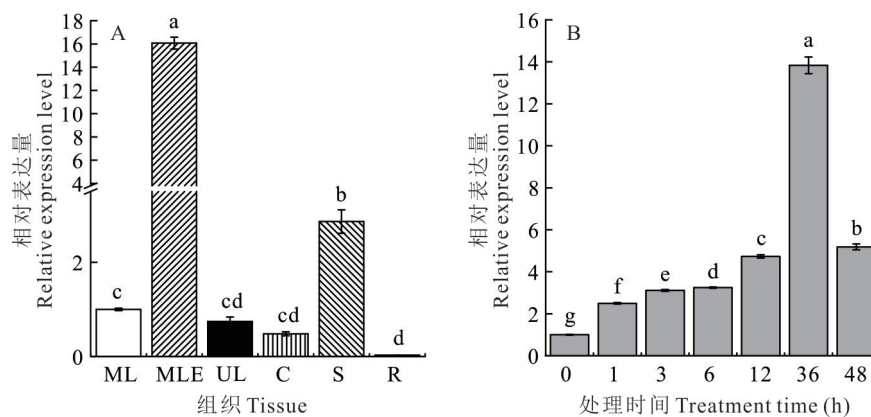 A
相对表达量
Relative expression level
18
16
14
12
10
8
6
4
2
0
a
b
c
cd
cd
d
ML MLE UL C S R
组织 Tissue
B
相对表达量
Relative expression level
16
14
12
10
8
6
4
2
0
g
f
e
d
c
a
b
0 1 3 6 12 36 48
处理时间 Treatment time (h)